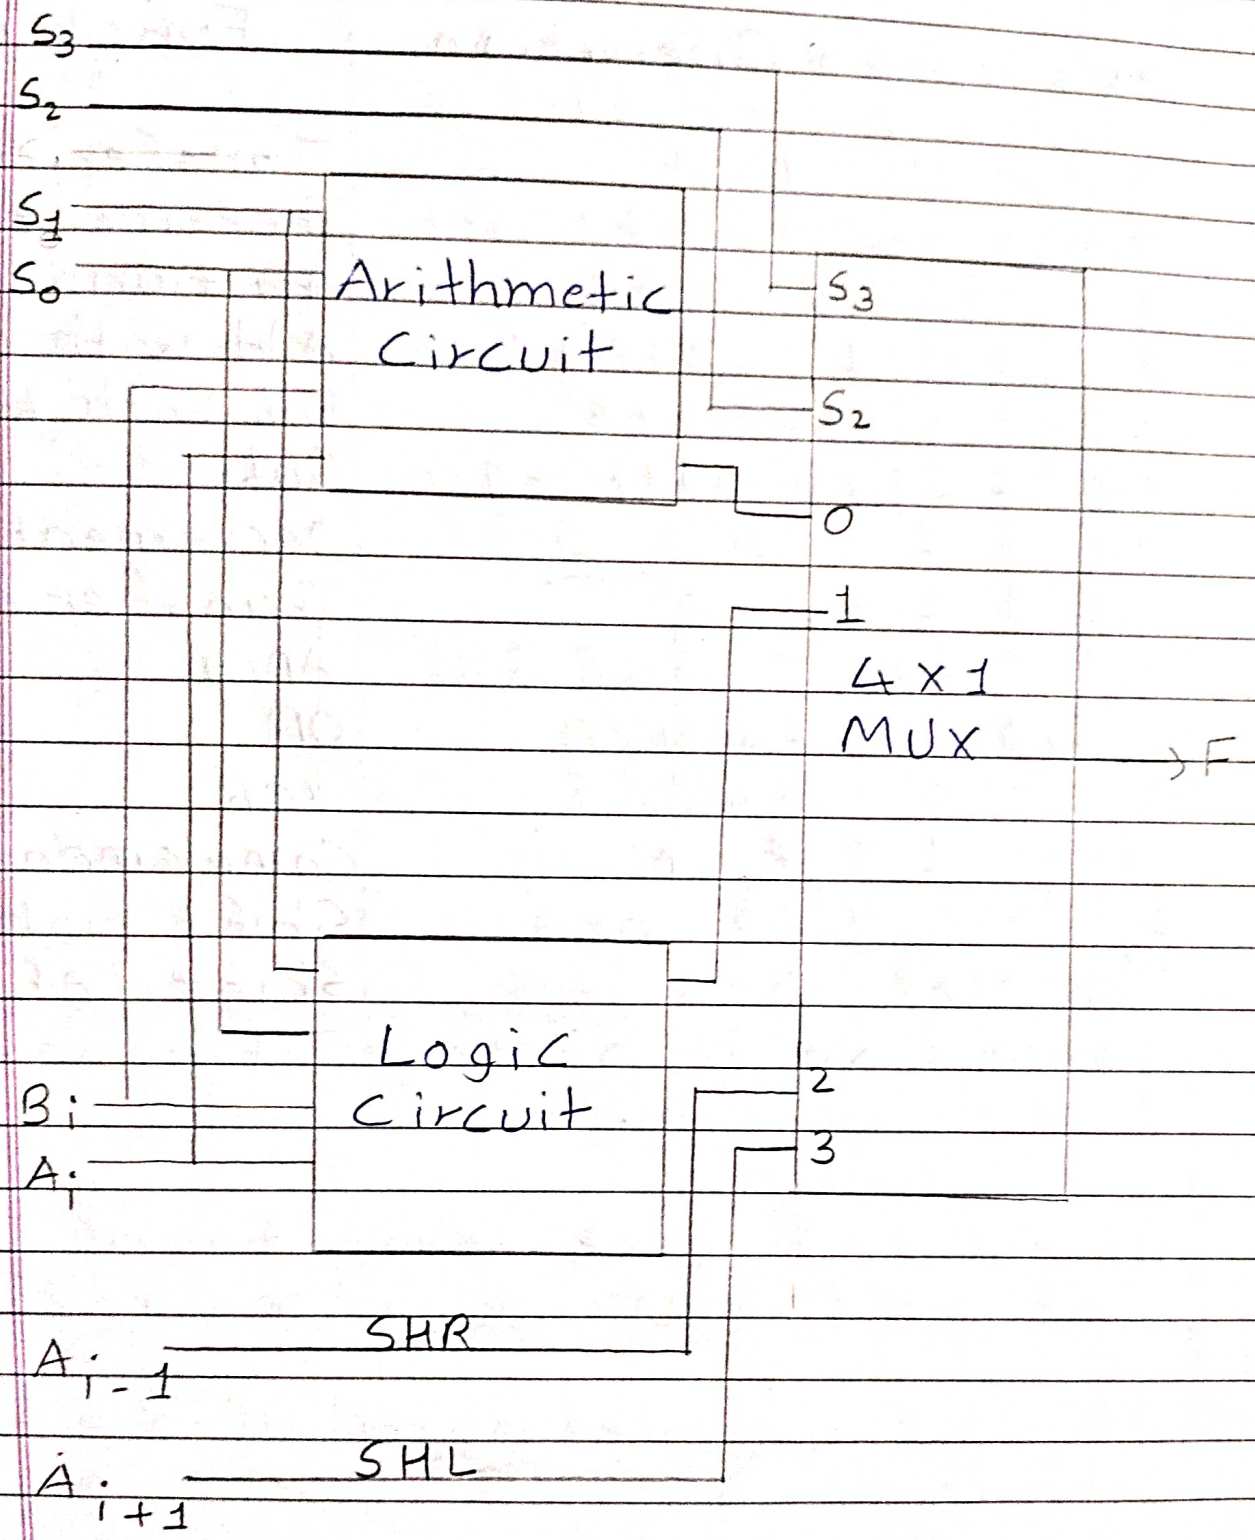 S3
S2
S1
S0
Arithmetic
Circuit
S3
S2
0
1
4 X 1
MUX
F
Logic
Circuit
Bi
Ai
2
3
SHR
Ai-1
SHL
Ai+1